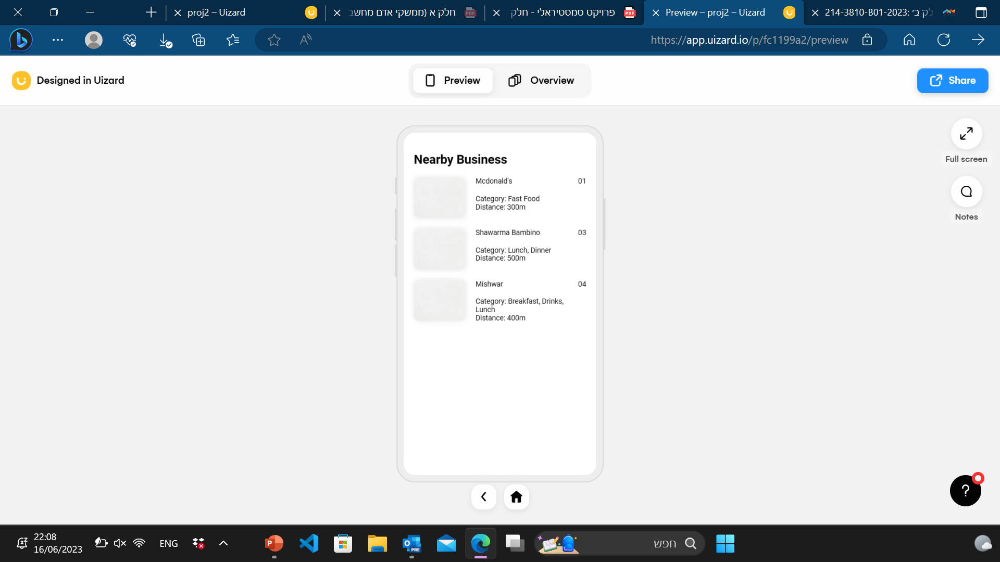 proj2 – Uizard
חלק א (ממשקי אדם מחשב
פרויקט סמסטיראלי - חלק
Preview – proj2 – Uizard
214-3810-B01-2023: לק ב׳
https://app.uizard.io/p/fc1199a2/preview
Designed in Uizard
Preview
Overview
Share
Full screen
Notes
Nearby Business
Mcdonald's 01
Category: Fast Food
Distance: 300m
Shawarma Bambino 03
Category: Lunch, Dinner
Distance: 500m
Mishwar 04
Category: Breakfast, Drinks,
Lunch
Distance: 400m
?
22:08
16/06/2023
ENG
חפש